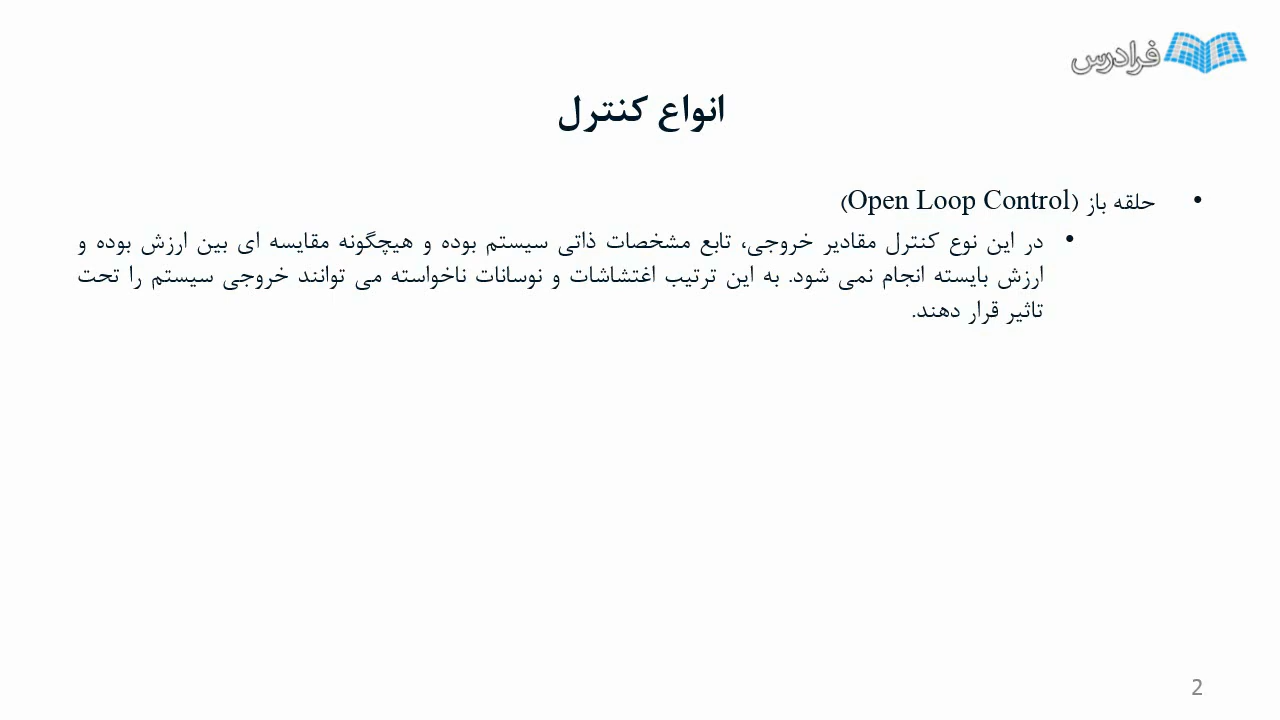 فرادرس
انواع کنترل
• حلقه باز (Open Loop Control)
• در این نوع کنترل مقادیر خروجی، تابع مشخصات ذاتی سیستم بوده و هیچگونه مقایسه ای بین ارزش بوده و
ارزش بایسته انجام نمی شود. به این ترتیب اغتشاشات و نوسانات ناخواسته می توانند خروجی سیستم را تحت
تاثیر قرار دهند.
2